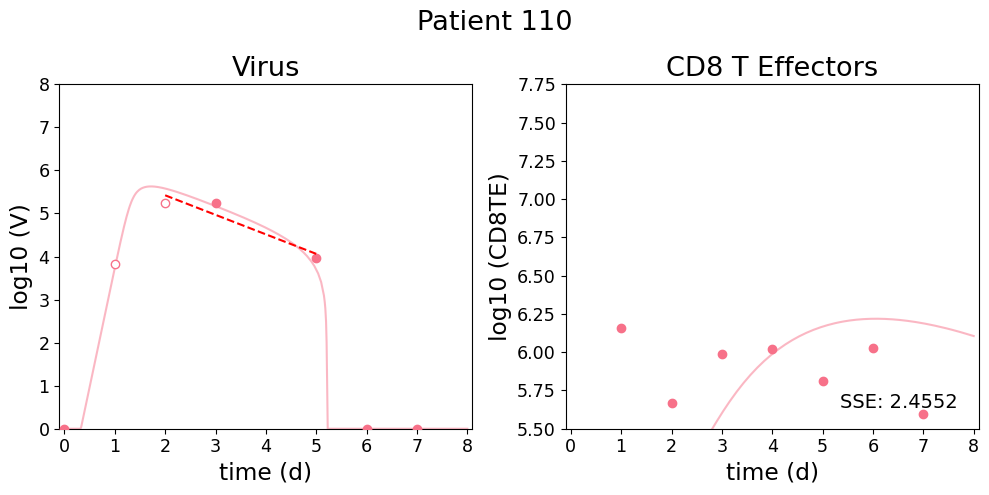 Patient 110
Virus
CD8 T Effectors
log10 (V)
8
7
6
5
4
3
2
1
0
0 1 2 3 4 5 6 7 8
time (d)
log10 (CD8TE)
7.75
7.50
7.25
7.00
6.75
6.50
6.25
6.00
5.75
5.50
SSE: 2.4552
0 1 2 3 4 5 6 7 8
time (d)